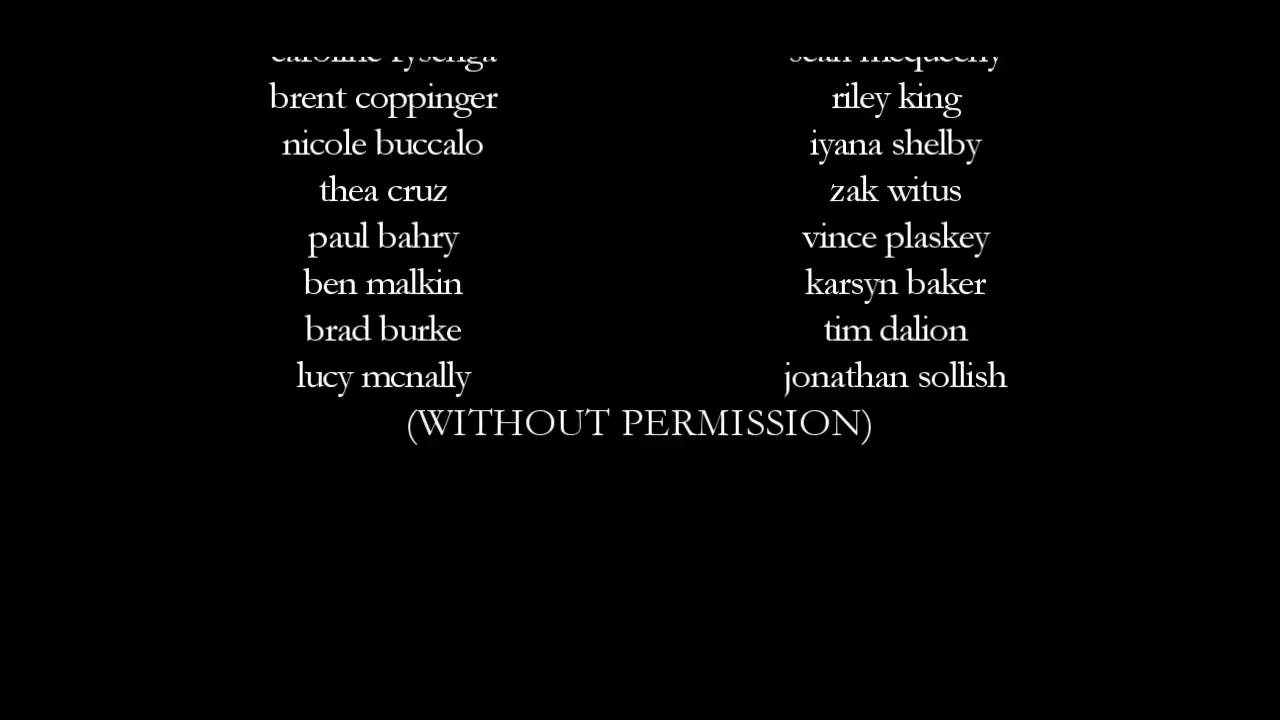 caroline
brent coppinger riley king
nicole buccalo iyana shelby
thea cruz zak witus
paul bahry vince plaskey
ben malkin karsyn baker
brad burke tim dalion
lucy mcnally jonathan sollish
(WITHOUT PERMISSION)